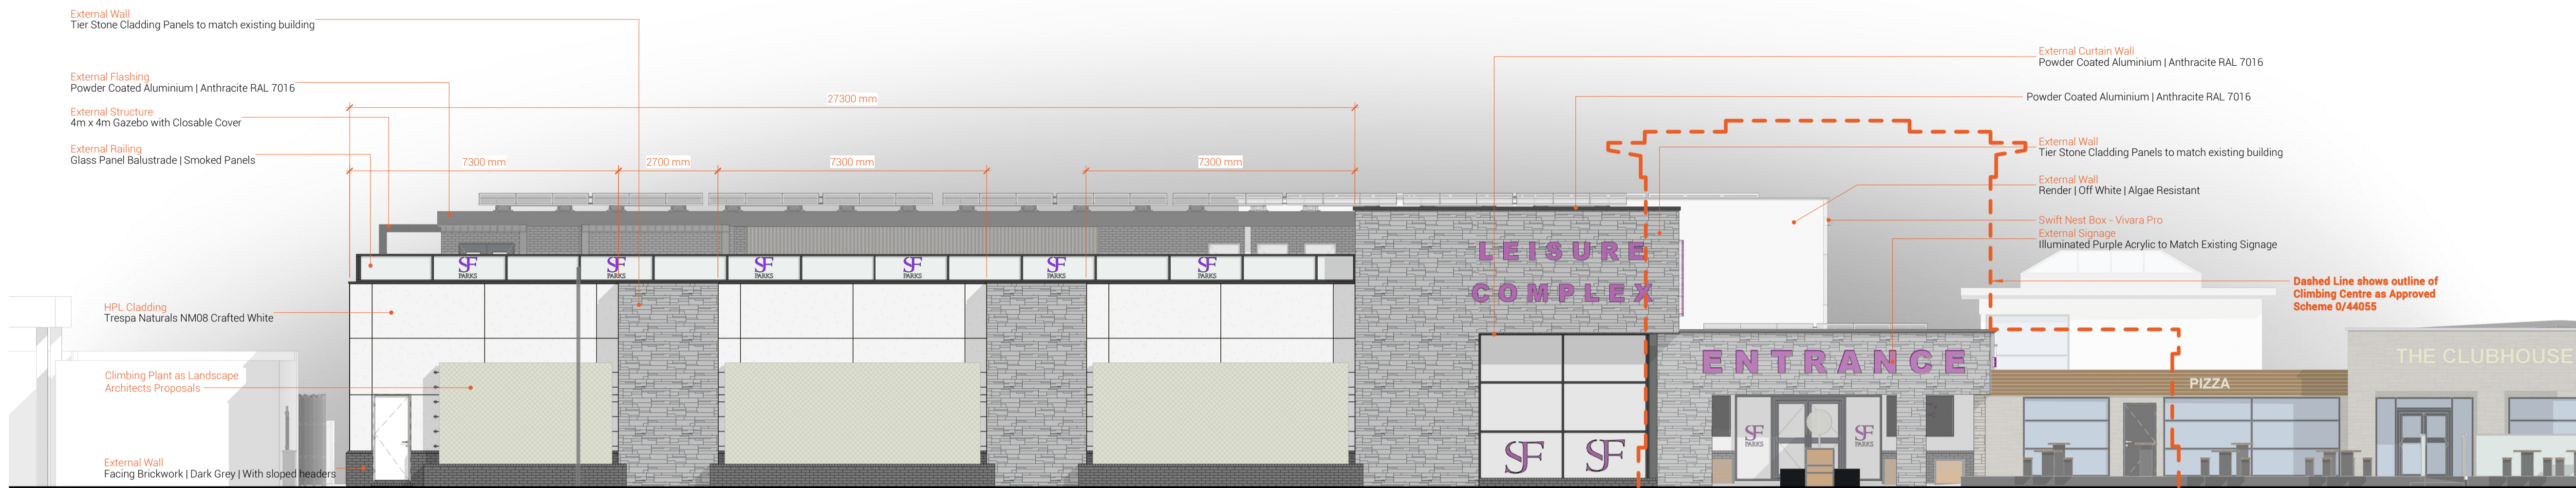 External Wall
Tier Stone Cladding Panels to match existing building
External Flashing
Powder Coated Aluminium | Anthracite RAL 7016
External Structure
4m x 4m Gazebo with Closable Cover
External Railing
Glass Panel Balustrade | Smoked Panels
HPL Cladding
Trespa Naturals NM08 Crafted White
Climbing Plant as Landscape
Architects Proposals
External Wall
Facing Brickwork | Dark Grey | With sloped headers
27300 mm
7300 mm
2700 mm
7300 mm
7300 mm
SF
PARKS
SF
PARKS
SF
PARKS
SF
PARKS
SF
PARKS
SF
PARKS
LEISURE
COMPLEX
ENTRANCE
SF
SF
SF
PARKS
SF
PARKS
External Curtain Wall
Powder Coated Aluminium | Anthracite RAL 7016
Powder Coated Aluminium | Anthracite RAL 7016
External Wall
Tier Stone Cladding Panels to match existing building
External Wall
Render | Off White | Algae Resistant
Swift Nest Box - Vivara Pro
External Signage
Illuminated Purple Acrylic to Match Existing Signage
Dashed Line shows outline of
Climbing Centre as Approved
Scheme 0/44055
PIZZA
THE CLUBHOUSE